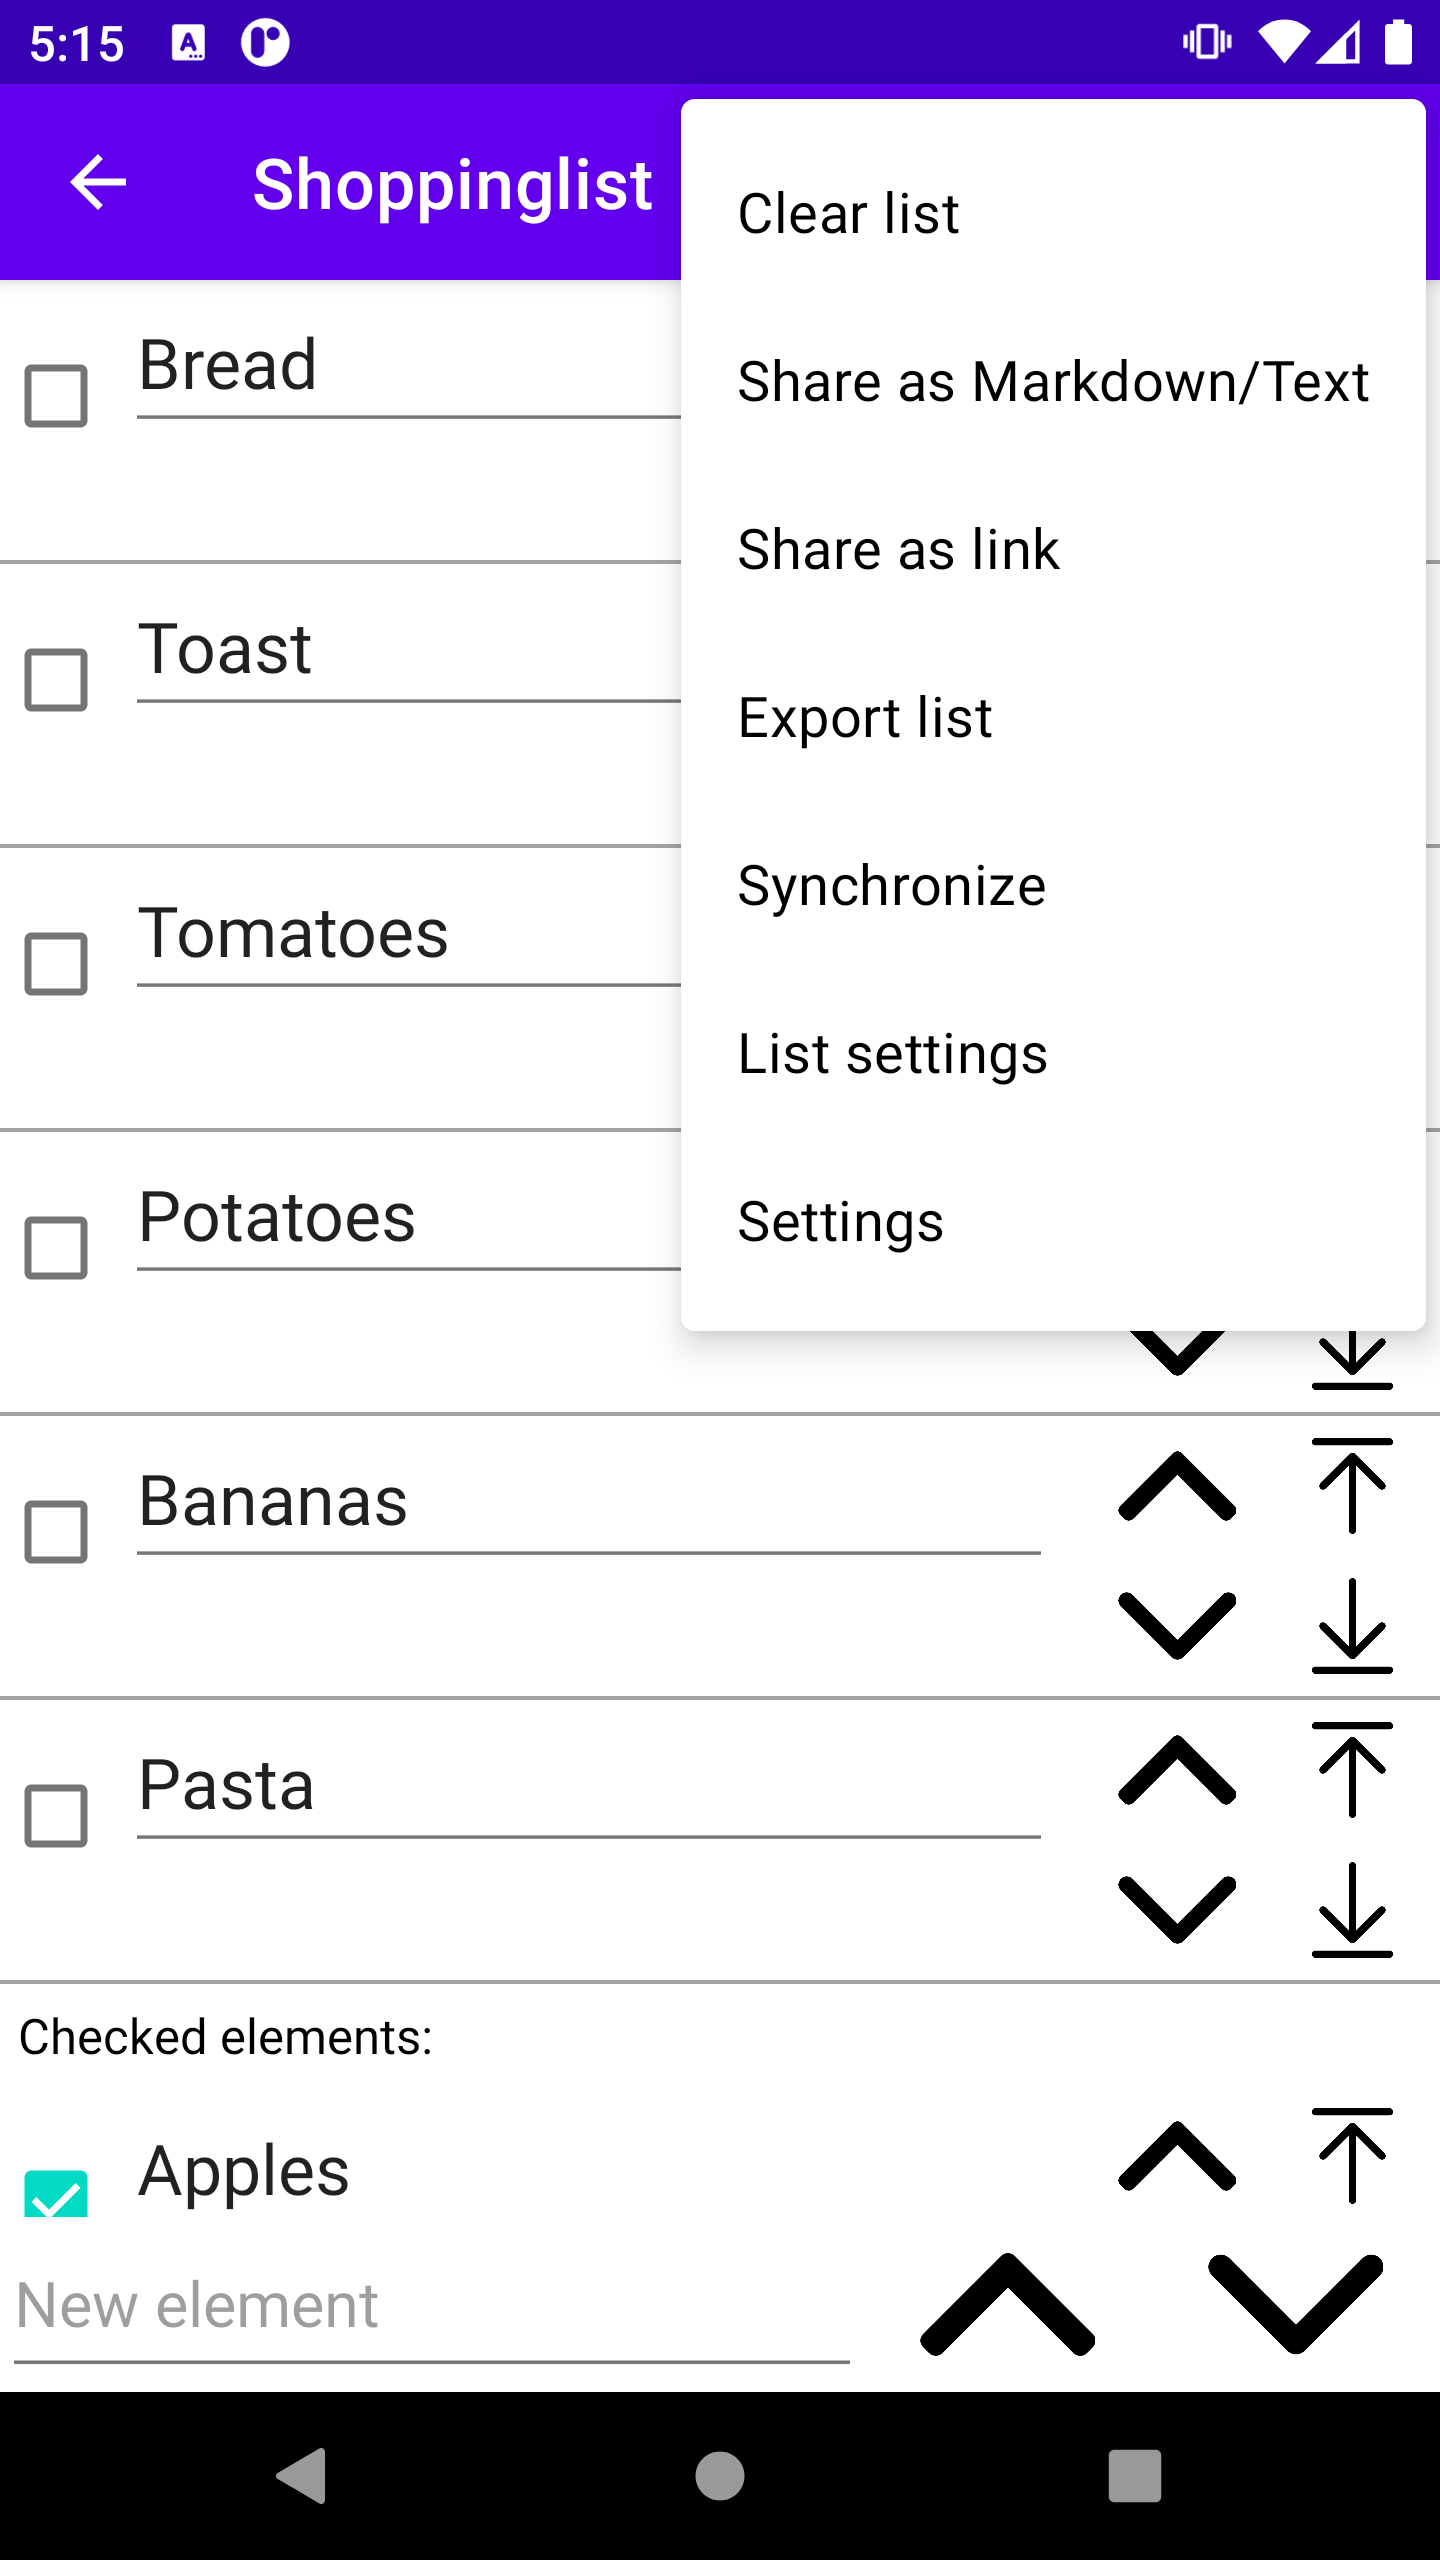 5:15
Shoppinglist
Clear list
Share as Markdown/Text
Share as link
Export list
Synchronize
List settings
Settings
Bread
Toast
Tomatoes
Potatoes
Bananas
Pasta
Checked elements:
Apples
New element